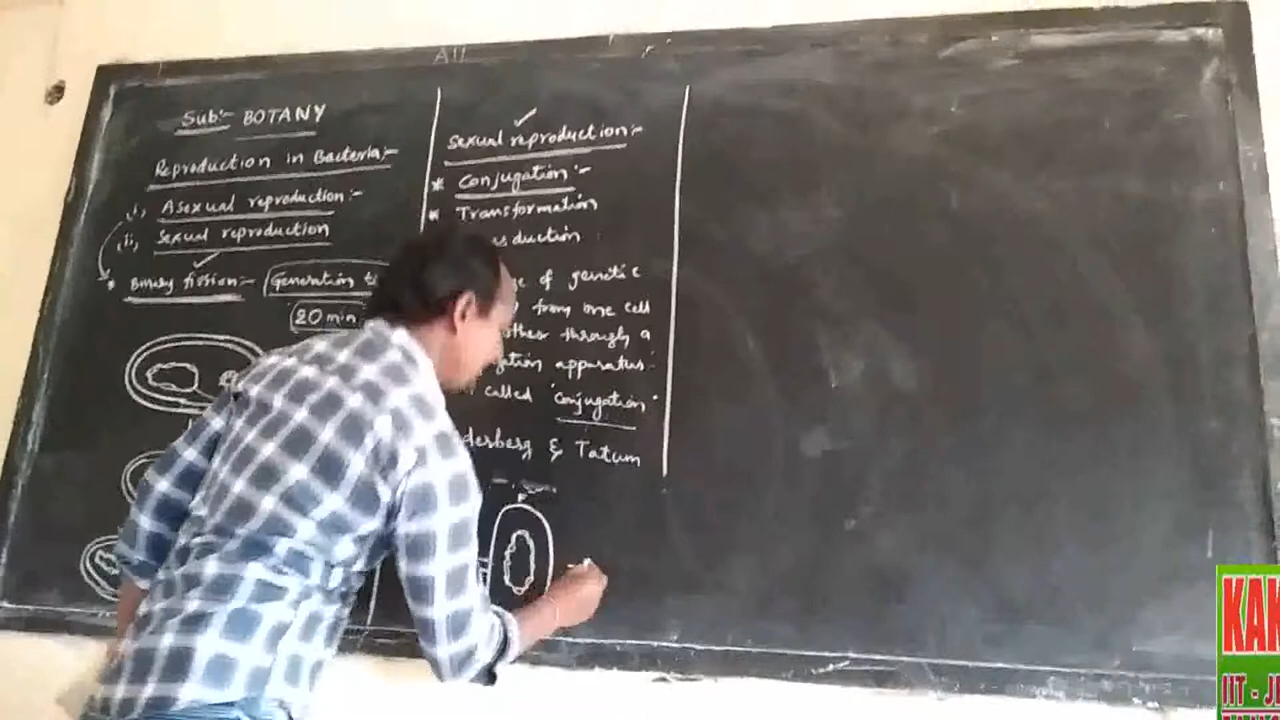 All
Sub:- BOTANY
Reproduction in Bacteria:-
(i) Asexual reproduction:-
(ii) Sexual reproduction
* Binary fission:- Generation
20 min
Sexual reproduction:-
* Conjugation:-
* Transformation
of genetic
from one cell
through a
apparatus.
called 'Conjugation'
& Tatum
KAK
IIT - J